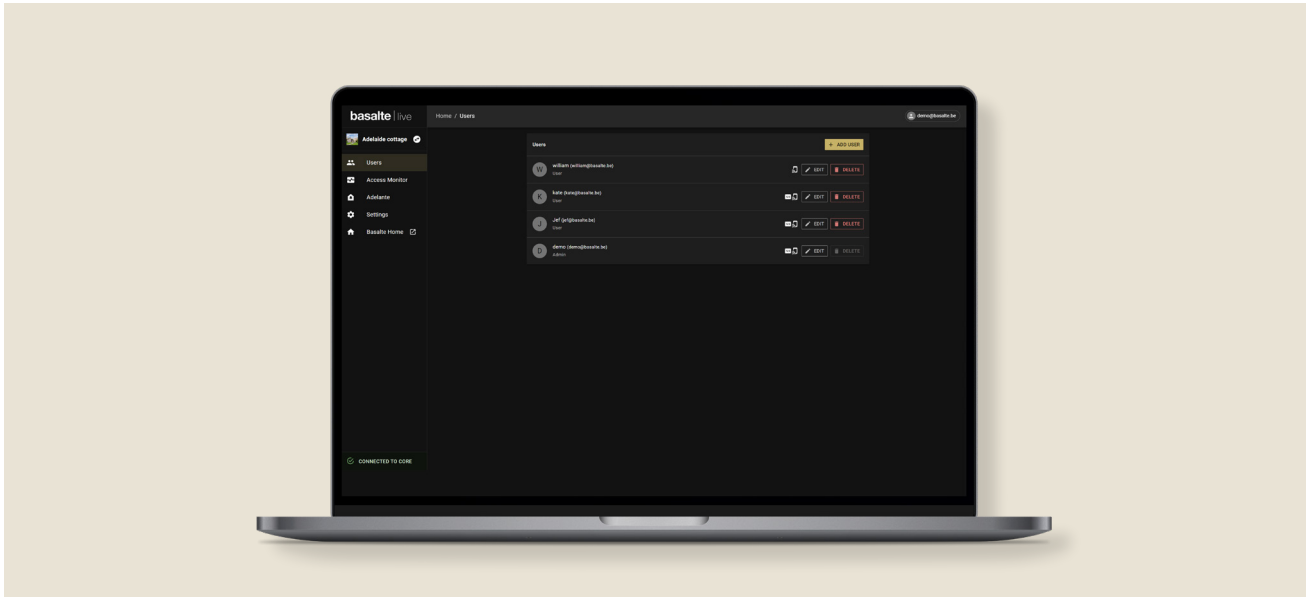 basalte | live
Home / Users
demo@basalte.be
Adelaide cottage
Users
Access Monitor
Adelante
Settings
Basalte Home
CONNECTED TO CORE
Users
+ ADD USER
W
william (william@basalte.be)
User
EDIT
DELETE
K
kate (kate@basalte.be)
User
EDIT
DELETE
J
Jef (jef@basalte.be)
User
EDIT
DELETE
D
demo (demo@basalte.be)
Admin
EDIT
DELETE